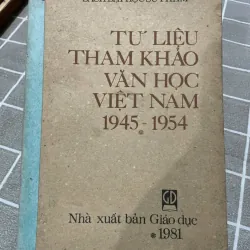 TƯ LIỆU
THAM KHẢO
VĂN HỌC
VIỆT NAM
1945 - 1954
Nhà xuất bản Giáo dục
• 1981